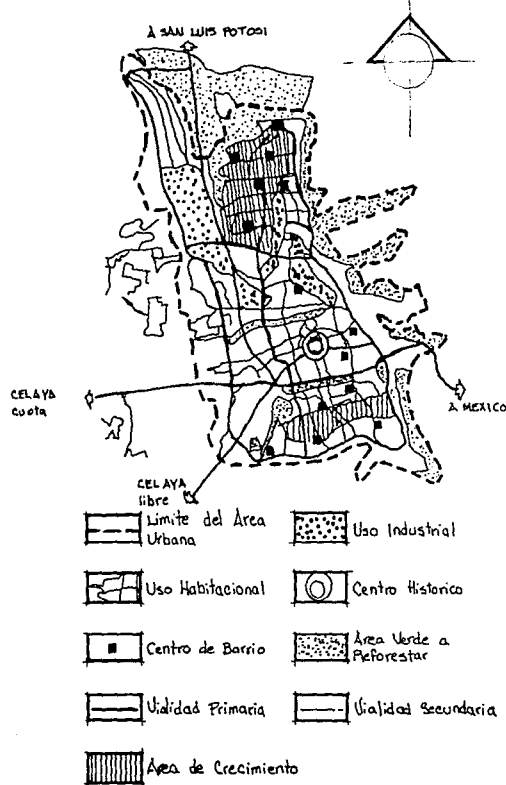 A SAN LUIS POTOSI
CELAYA
cuota
A MEXICO
CELAYA
libre
Limite del Area
Urbana
Uso Industrial
Uso Habitacional
Centro Historico
Centro de Barrio
Area Verde a
Reforestar
Vialidad Primaria
Vialidad Secundaria
Area de Crecimiento